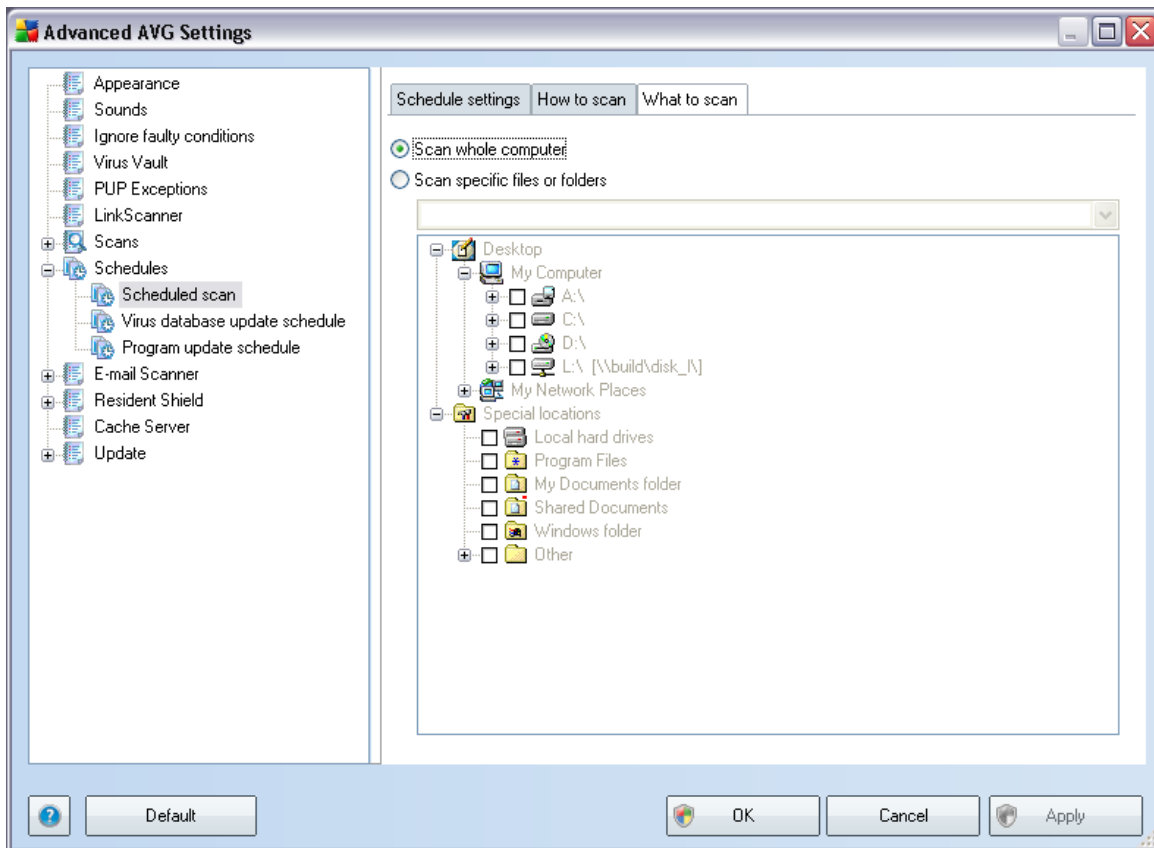 Advanced AVG Settings
Appearance
Sounds
Ignore faulty conditions
Virus Vault
PUP Exceptions
LinkScanner
Scans
Schedules
Scheduled scan
Virus database update schedule
Program update schedule
E-mail Scanner
Resident Shield
Cache Server
Update
Schedule settings
How to scan
What to scan
Scan whole computer
Scan specific files or folders
Desktop
My Computer
A:\
C:\
D:\
L:\ [\\build\disk_l\]
My Network Places
Special locations
Local hard drives
Program Files
My Documents folder
Shared Documents
Windows folder
Other
Default
OK
Cancel
Apply